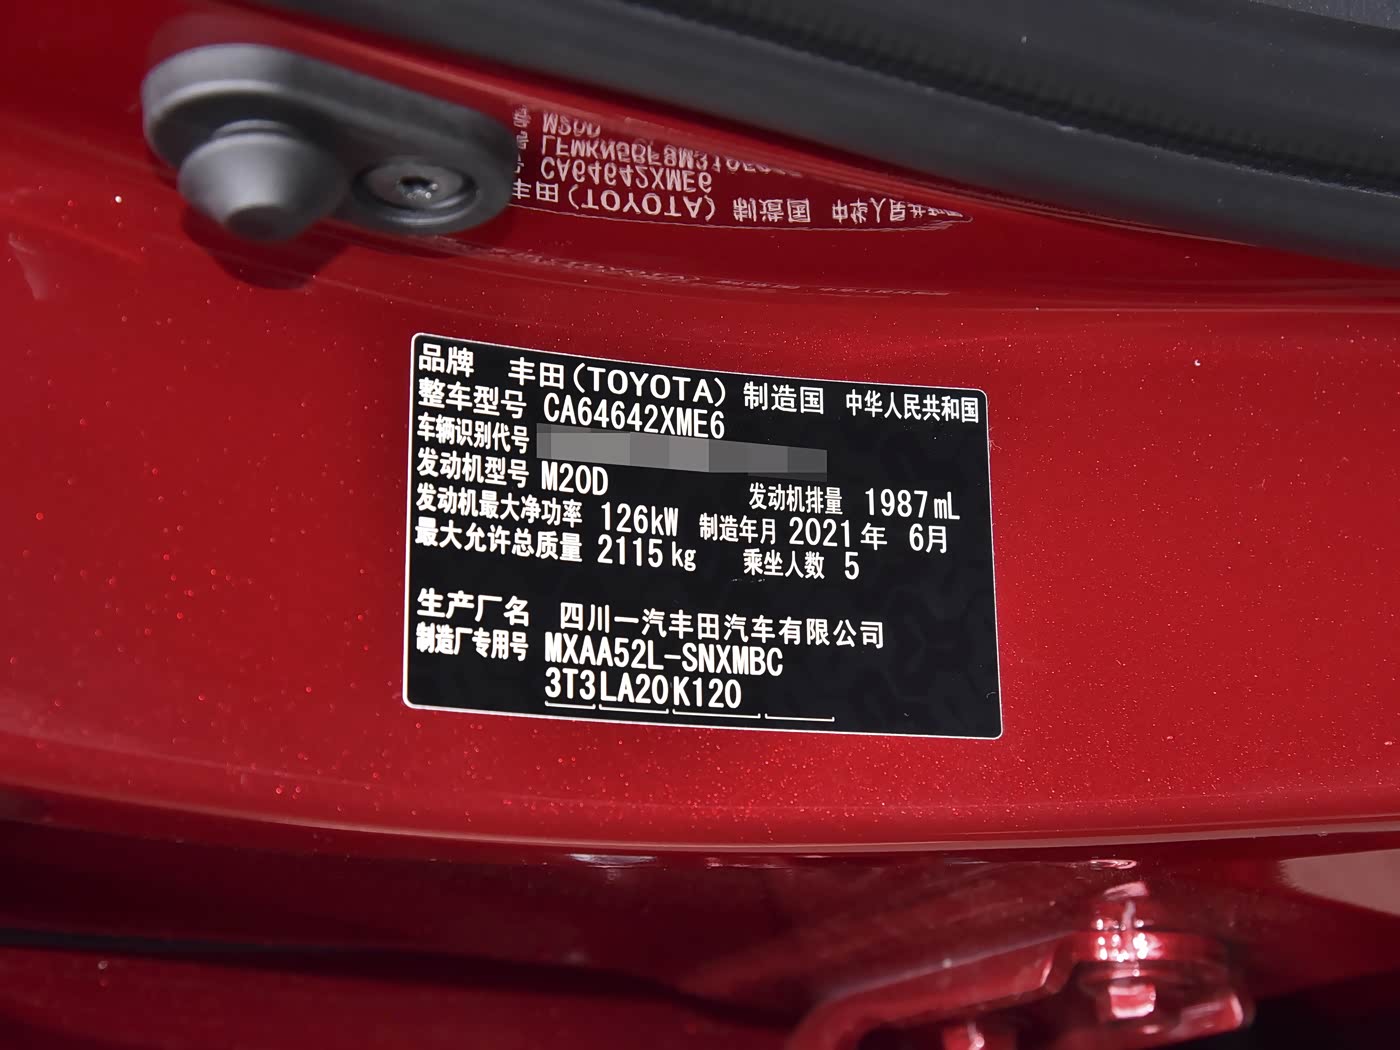 品牌 丰田(TOYOTA) 制造国 中华人民共和国
整车型号 CA64642XME6
车辆识别代号
发动机型号 M20D 发动机排量 1987mL
发动机最大净功率 126kW 制造年月 2021年 6月
最大允许总质量 2115kg 乘坐人数 5
生产厂名 四川一汽丰田汽车有限公司
制造厂专用号 MXAA52L-SNXMBC
3T3LA20K120